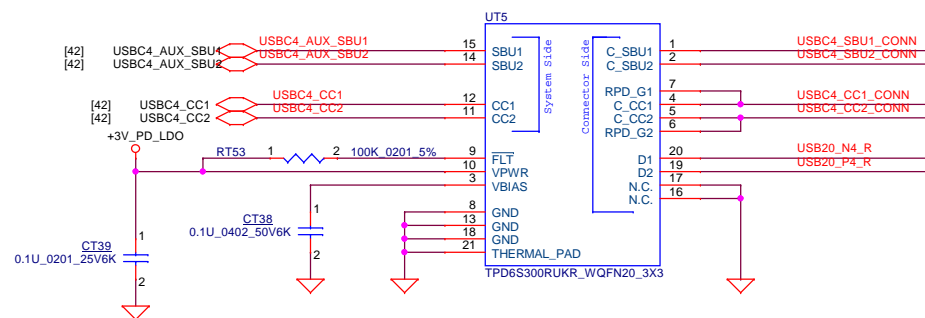 UT5
[42] USBC4_AUX_SBU1 USBC4_AUX_SBU1 15 SBU1 C_SBU1 1 USBC4_SBU1_CONN
[42] USBC4_AUX_SBU2 USBC4_AUX_SBU2 14 SBU2 C_SBU2 2 USBC4_SBU2_CONN
System Side
Connector Side
RPD_G1 7
[42] USBC4_CC1 USBC4_CC1 12 CC1 C_CC1 4 USBC4_CC1_CONN
[42] USBC4_CC2 USBC4_CC2 11 CC2 C_CC2 5 USBC4_CC2_CONN
RPD_G2 6
+3V_PD_LDO
RT53 1 2 100K_0201_5% 9 FLT D1 20 USB20_N4_R
10 VPWR D2 19 USB20_P4_R
3 VBIAS N.C. 17
N.C. 16
8 GND
13 GND
18 GND
21 THERMAL_PAD
TPD6S300RUKR_WQFN20_3X3
1
CT38
0.1U_0402_50V6K
2
1
CT39
0.1U_0201_25V6K
2